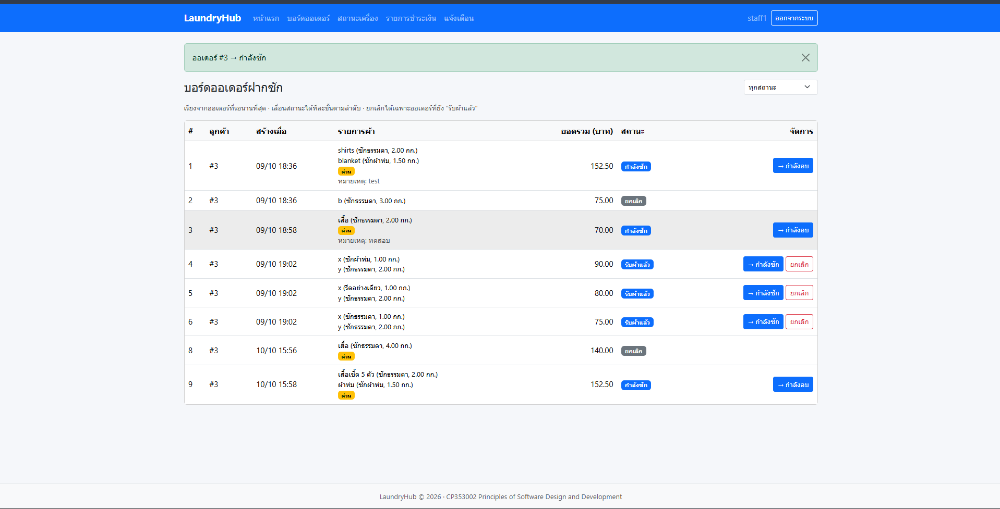 LaundryHub หน้าแรก บอร์ดออเดอร์ สถานะเครื่อง รายการชำระเงิน แจ้งเตือน staff1 ออกจากระบบ
ออเดอร์ #3 → กำลังซัก
บอร์ดออเดอร์ฝากซัก ทุกสถานะ
เรียงจากออเดอร์ที่รอนานที่สุด · เลื่อนสถานะได้ทีละขั้นตามลำดับ · ยกเลิกได้เฉพาะออเดอร์ที่ยัง "รับผ้าแล้ว"
# ลูกค้า สร้างเมื่อ รายการผ้า ยอดรวม (บาท) สถานะ จัดการ
shirts (ซักธรรมดา, 2.00 กก.)
blanket (ซักผ้าห่ม, 1.50 กก.)
1 #3 09/10 18:36 152.50 กำลังซัก → กำลังอบ
ด่วน
หมายเหตุ: test
2 #3 09/10 18:36 b (ซักธรรมดา, 3.00 กก.) 75.00 ยกเลิก
เสื้อ (ซักธรรมดา, 2.00 กก.)
3 #3 09/10 18:58 ด่วน 70.00 กำลังซัก → กำลังอบ
หมายเหตุ: ทดสอบ
x (ซักผ้าห่ม, 1.00 กก.)
4 #3 09/10 19:02 90.00 รับผ้าแล้ว → กำลังซัก ยกเลิก
y (ซักธรรมดา, 2.00 กก.)
x (รีดอย่างเดียว, 1.00 กก.)
5 #3 09/10 19:02 80.00 รับผ้าแล้ว → กำลังซัก ยกเลิก
y (ซักธรรมดา, 2.00 กก.)
x (ซักธรรมดา, 1.00 กก.)
6 #3 09/10 19:02 75.00 รับผ้าแล้ว → กำลังซัก ยกเลิก
y (ซักธรรมดา, 2.00 กก.)
เสื้อ (ซักธรรมดา, 4.00 กก.)
8 #3 10/10 15:56 140.00 ยกเลิก
ด่วน
เสื้อเชิ้ต 5 ตัว (ซักธรรมดา, 2.00 กก.)
9 #3 10/10 15:58 ผ้าห่ม (ซักผ้าห่ม, 1.50 กก.) 152.50 กำลังซัก → กำลังอบ
ด่วน
LaundryHub © 2026 · CP353002 Principles of Software Design and Development